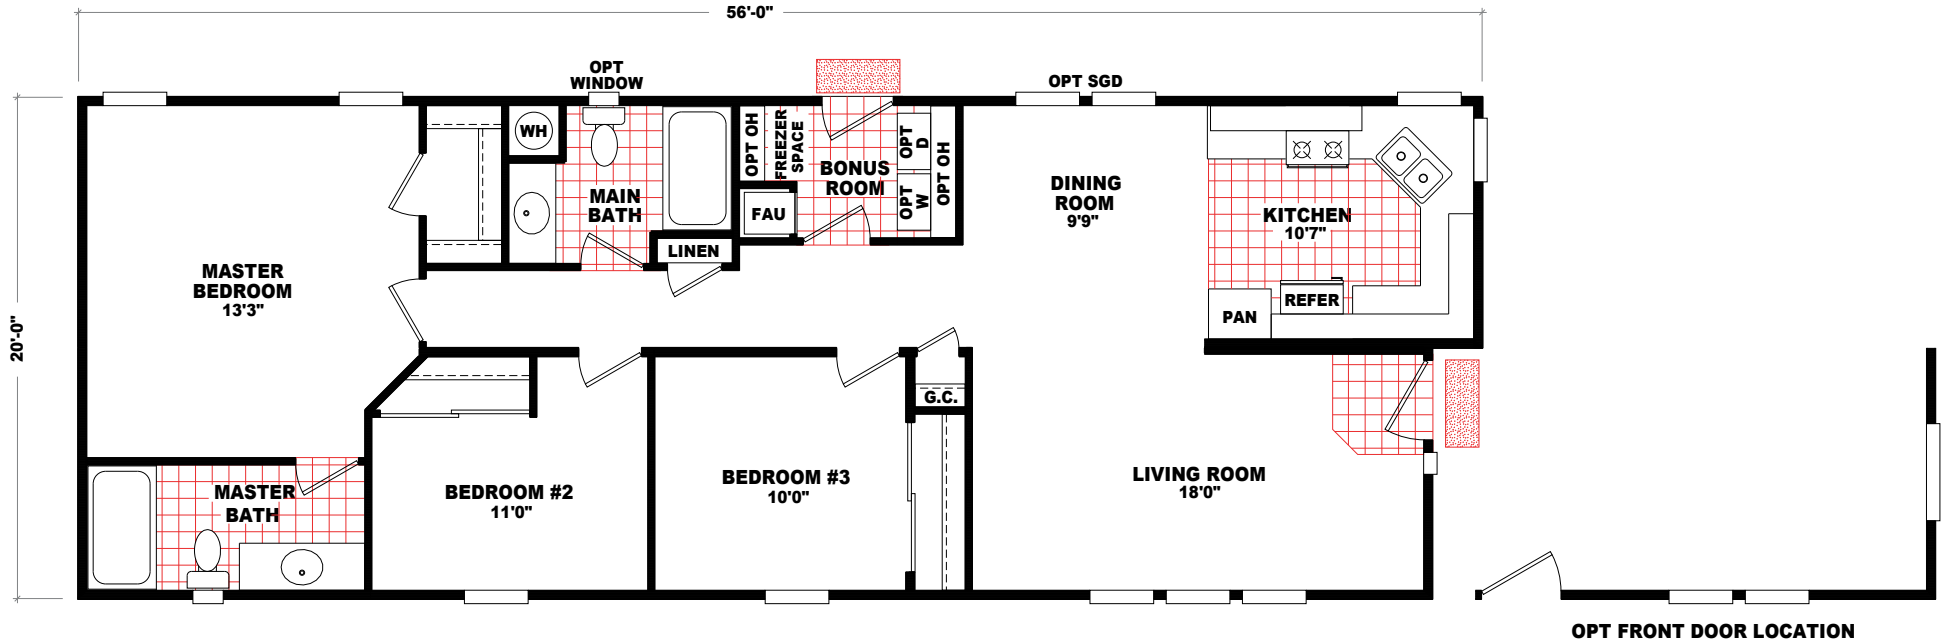 56'-0"
20'-0"
OPT
WINDOW
OPT SGD
WH
OPT OH
FREEZER
SPACE
OPT
D
OPT
W
OPT OH
BONUS
ROOM
FAU
MAIN
BATH
LINEN
DINING
ROOM
9'9"
KITCHEN
10'7"
REFER
PAN
MASTER
BEDROOM
13'3"
G.C.
MASTER
BATH
BEDROOM #2
11'0"
BEDROOM #3
10'0"
LIVING ROOM
18'0"
OPT FRONT DOOR LOCATION